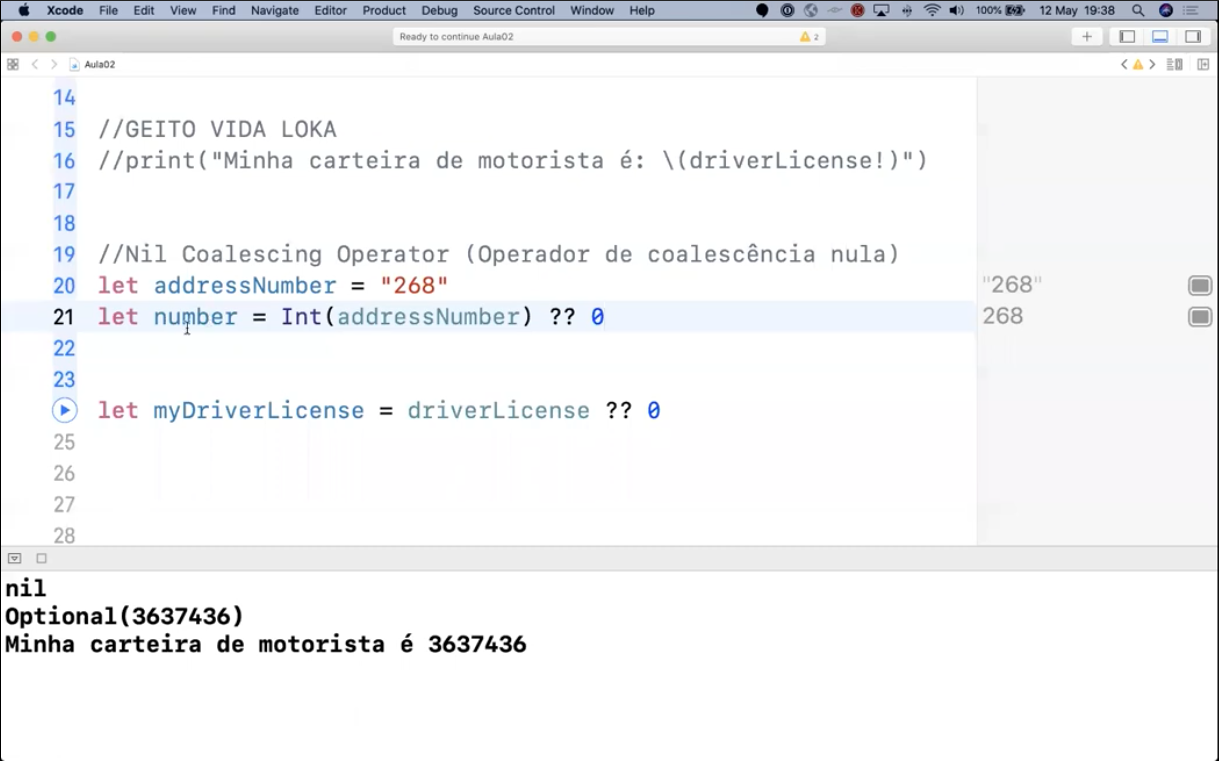 Xcode File Edit View Find Navigate Editor Product Debug Source Control Window Help 100% 12 May 19:38
Ready to continue Aula02 2
Aula02
14
15 //GEITO VIDA LOKA
16 //print("Minha carteira de motorista é: \(driverLicense!)")
17
18
19 //Nil Coalescing Operator (Operador de coalescência nula)
20 let addressNumber = "268" "268"
21 let number = Int(addressNumber) ?? 0 268
22
23
let myDriverLicense = driverLicense ?? 0
25
26
27
28
nil
Optional(3637436)
Minha carteira de motorista é 3637436